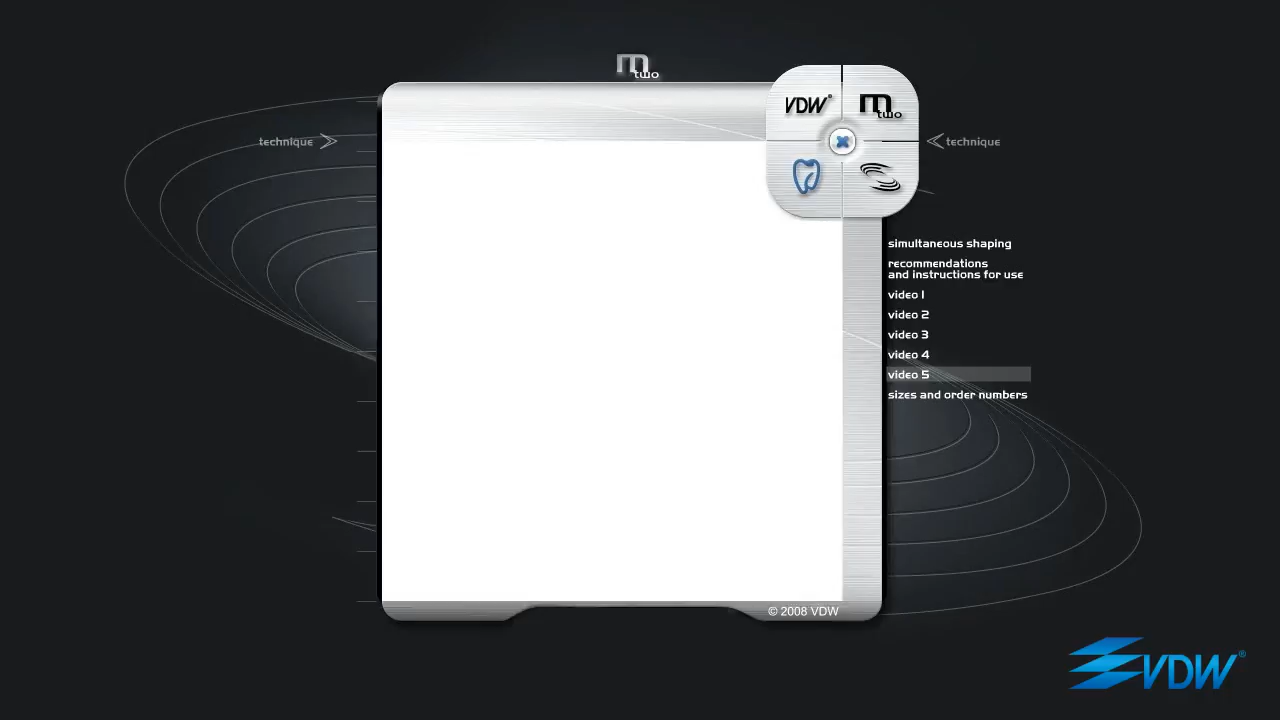 m
two
VDW®
m
two
technique
technique
simultaneous shaping
recommendations
and instructions for use
video 1
video 2
video 3
video 4
video 5
sizes and order numbers
© 2008 VDW
VDW®